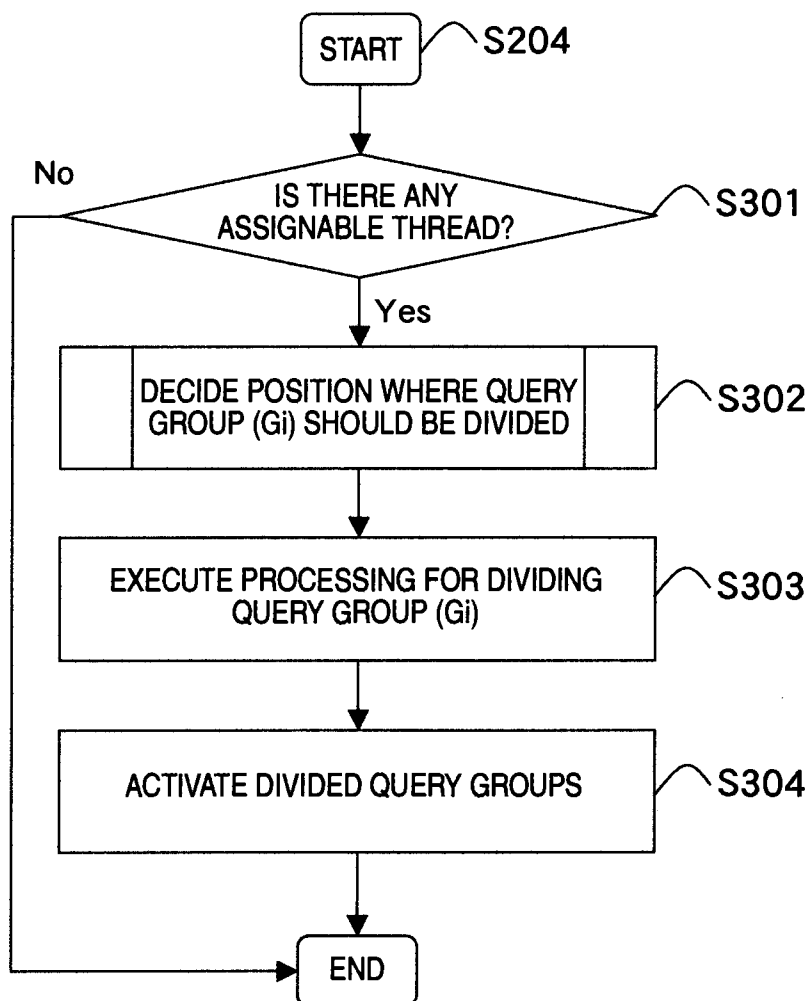 START
S204
No
IS THERE ANY
ASSIGNABLE THREAD?
S301
Yes
DECIDE POSITION WHERE QUERY
GROUP (Gi) SHOULD BE DIVIDED
S302
EXECUTE PROCESSING FOR DIVIDING
QUERY GROUP (Gi)
S303
ACTIVATE DIVIDED QUERY GROUPS
S304
END